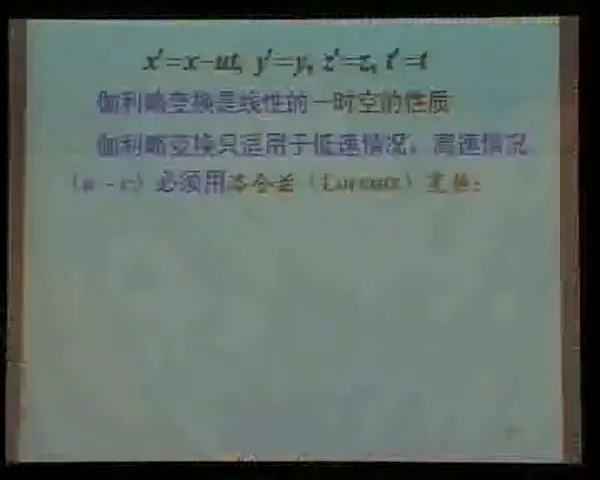 x'=x-ut, y'=y, z'=z, t'=t
伽利略变换是线性的—时空的性质
伽利略变换只适用于低速情况，高速情况
（u ~ c）必须用洛仑兹（Lorentz）变换：